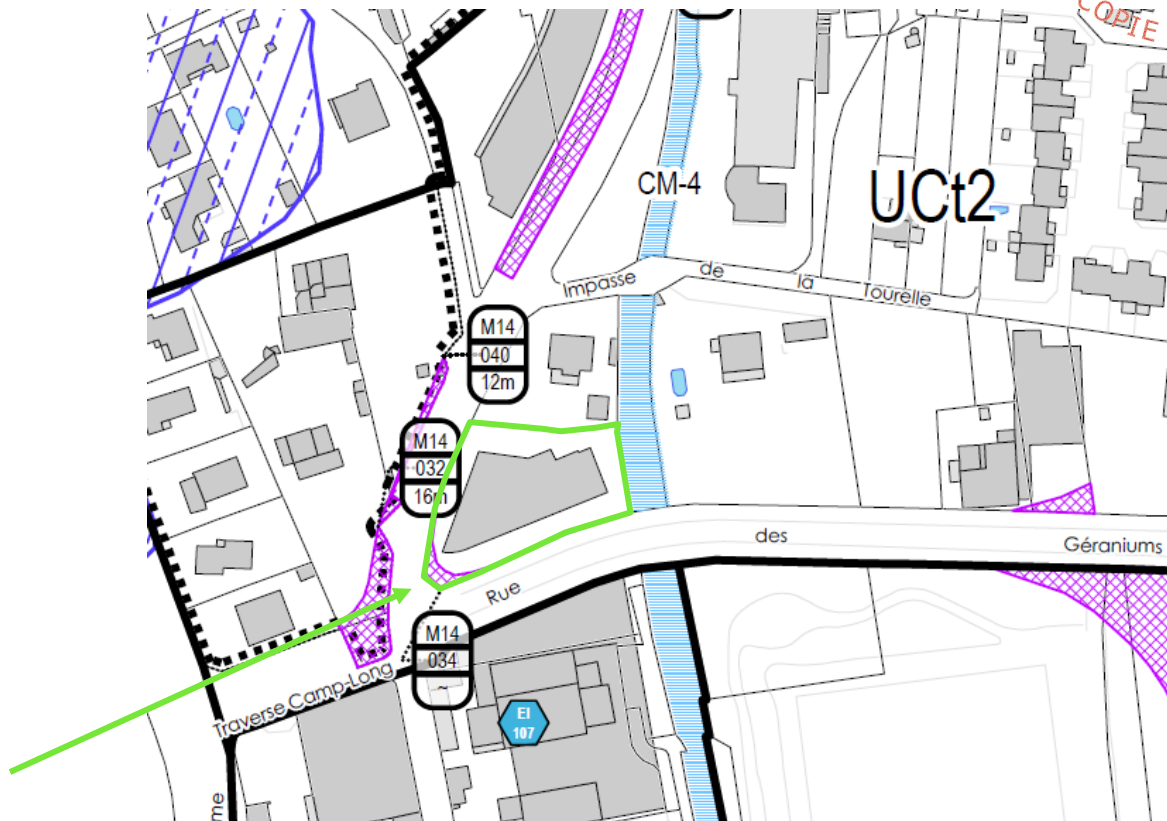 COPIE
CM-4
UCt2
Impasse de la Tourelle
M14
040
12m
M14
032
16m
des
Géraniums
Rue
M14
034
~
Traverse Camp-Long
EI
107
me